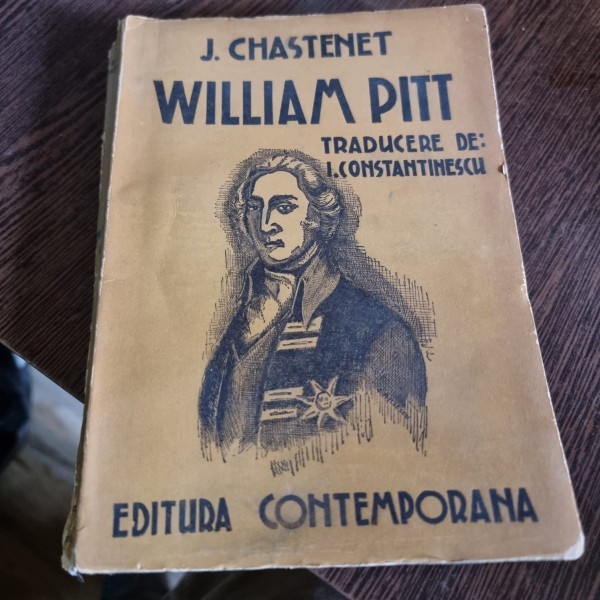 J. CHASTENET
WILLIAM PITT
TRADUCERE DE:
I. CONSTANTINESCU
EDITURA CONTEMPORANA